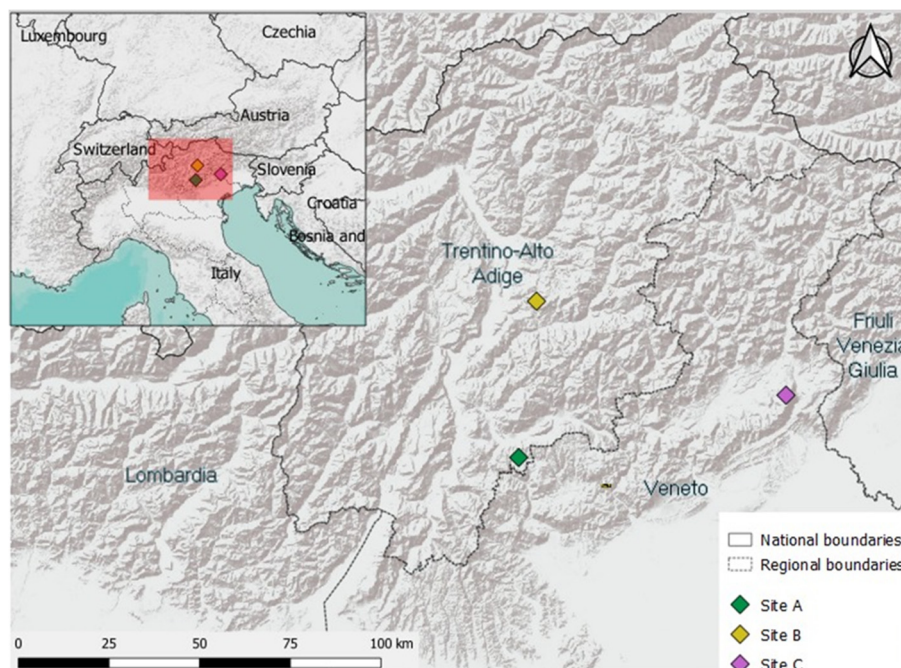 Luxembourg
Czechia
Austria
Switzerland
Slovenia
Croatia
Bosnia and
Italy
Trentino-Alto
Adige
Friuli
Venezia
Giulia
Lombardia
Veneto
National boundaries
Regional boundaries
Site A
Site B
Site C
0 25 50 75 100 km